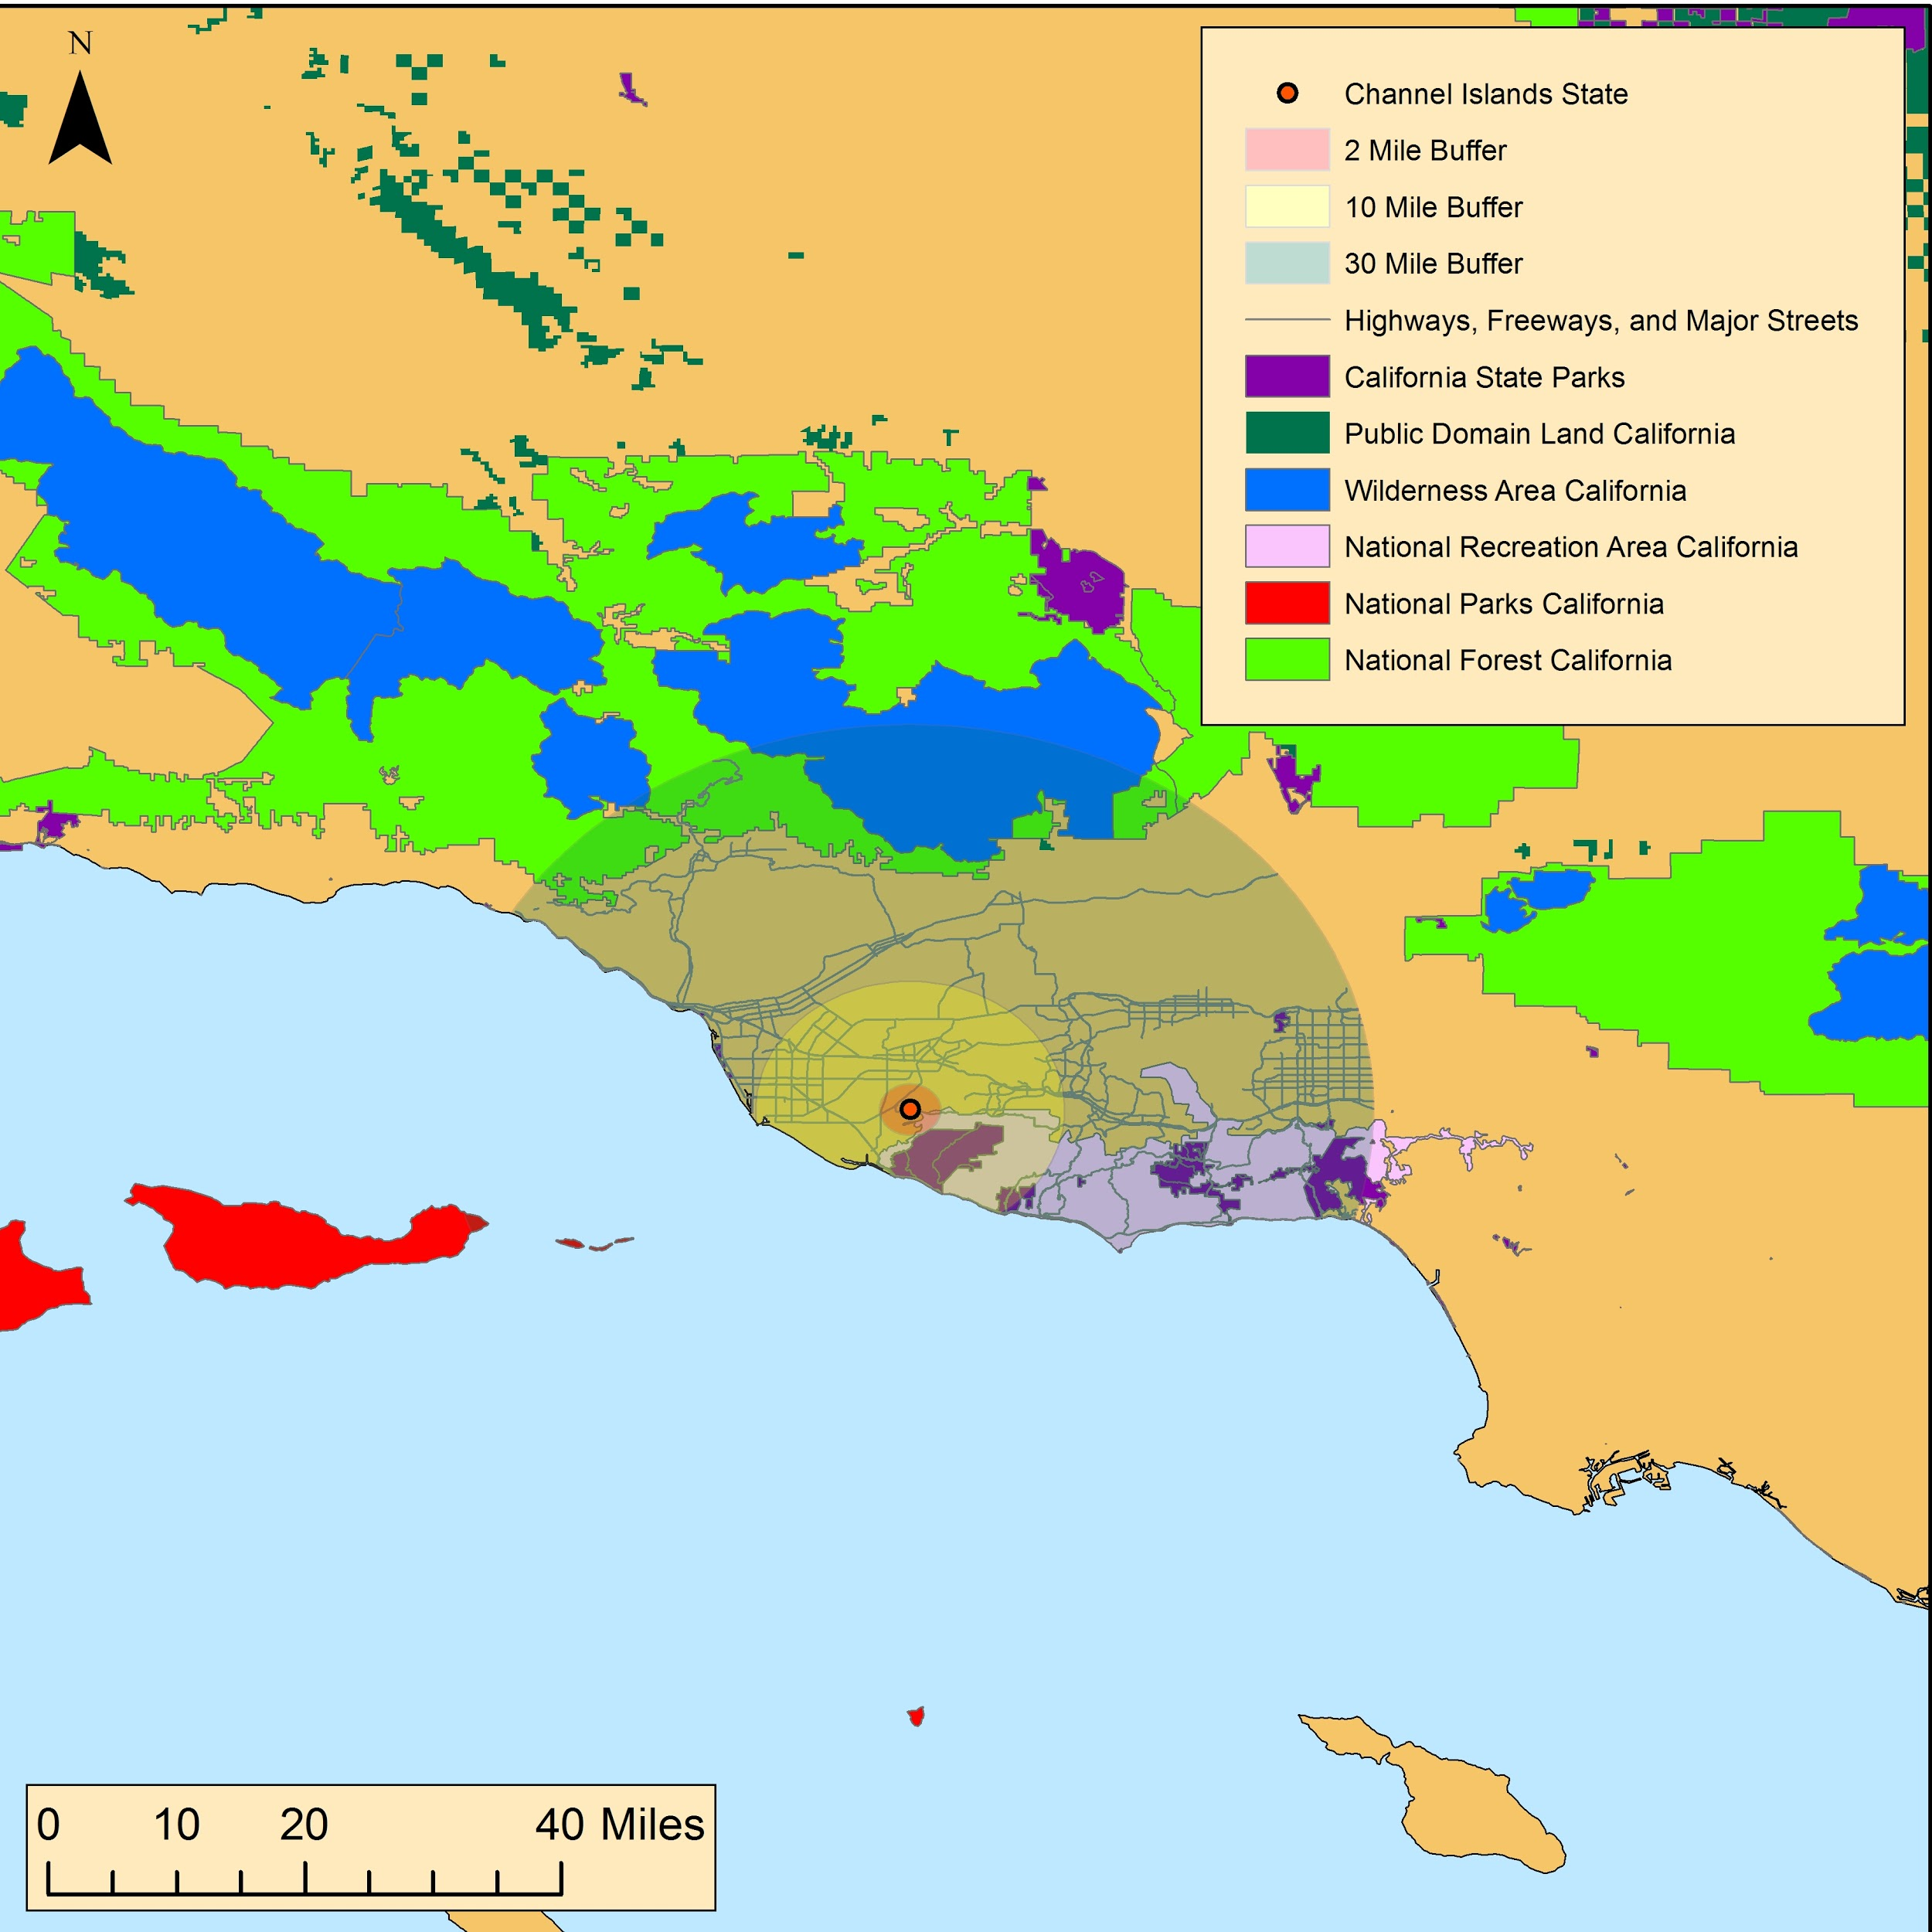 N
Channel Islands State
2 Mile Buffer
10 Mile Buffer
30 Mile Buffer
Highways, Freeways, and Major Streets
California State Parks
Public Domain Land California
Wilderness Area California
National Recreation Area California
National Parks California
National Forest California
0 10 20 40 Miles